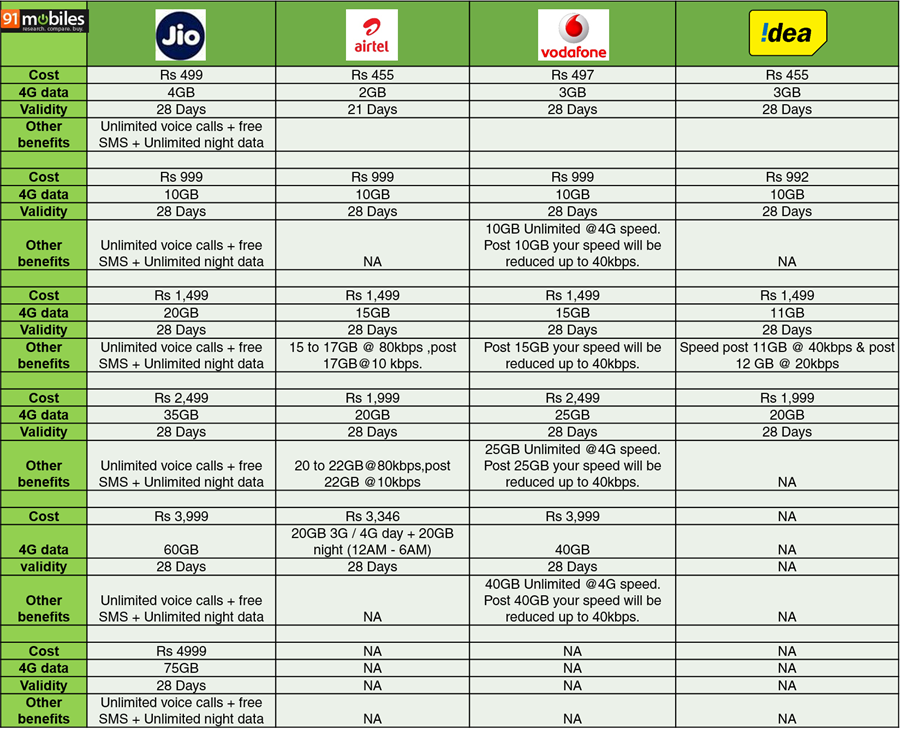 91 mobiles
research. compare. buy.
Jio
airtel
vodafone
!dea
Cost Rs 499 Rs 455 Rs 497 Rs 455
4G data 4GB 2GB 3GB 3GB
Validity 28 Days 21 Days 28 Days 28 Days
Other Unlimited voice calls + free
benefits SMS + Unlimited night data
Cost Rs 999 Rs 999 Rs 999 Rs 992
4G data 10GB 10GB 10GB 10GB
Validity 28 Days 28 Days 28 Days 28 Days
10GB Unlimited @4G speed.
Other Unlimited voice calls + free Post 10GB your speed will be
benefits SMS + Unlimited night data NA reduced up to 40kbps. NA
Cost Rs 1,499 Rs 1,499 Rs 1,499 Rs 1,499
4G data 20GB 15GB 15GB 11GB
Validity 28 Days 28 Days 28 Days 28 Days
Other Unlimited voice calls + free 15 to 17GB @ 80kbps ,post Post 15GB your speed will be Speed post 11GB @ 40kbps & post
benefits SMS + Unlimited night data 17GB@10 kbps. reduced up to 40kbps. 12 GB @ 20kbps
Cost Rs 2,499 Rs 1,999 Rs 2,499 Rs 1,999
4G data 35GB 20GB 25GB 20GB
Validity 28 Days 28 Days 28 Days 28 Days
25GB Unlimited @4G speed.
Other Unlimited voice calls + free 20 to 22GB@80kbps,post Post 25GB your speed will be
benefits SMS + Unlimited night data 22GB @10kbps reduced up to 40kbps. NA
Cost Rs 3,999 Rs 3,346 Rs 3,999 NA
20GB 3G / 4G day + 20GB
4G data 60GB night (12AM - 6AM) 40GB NA
validity 28 Days 28 Days 28 Days NA
40GB Unlimited @4G speed.
Other Unlimited voice calls + free Post 40GB your speed will be
benefits SMS + Unlimited night data NA reduced up to 40kbps. NA
Cost Rs 4999 NA NA NA
4G data 75GB NA NA NA
Validity 28 Days NA NA NA
Other Unlimited voice calls + free
benefits SMS + Unlimited night data NA NA NA